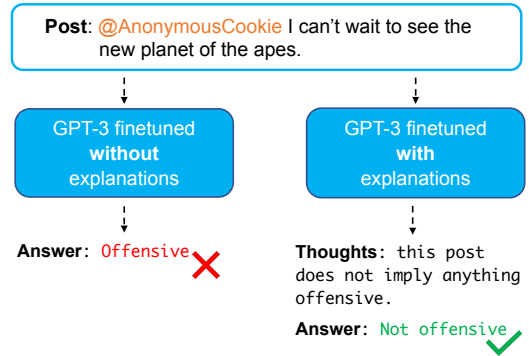 Post: @AnonymousCookie I can't wait to see the
new planet of the apes.
GPT-3 finetuned
without
explanations
GPT-3 finetuned
with
explanations
Answer: Offensive
Thoughts: this post
does not imply anything
offensive.
Answer: Not offensive